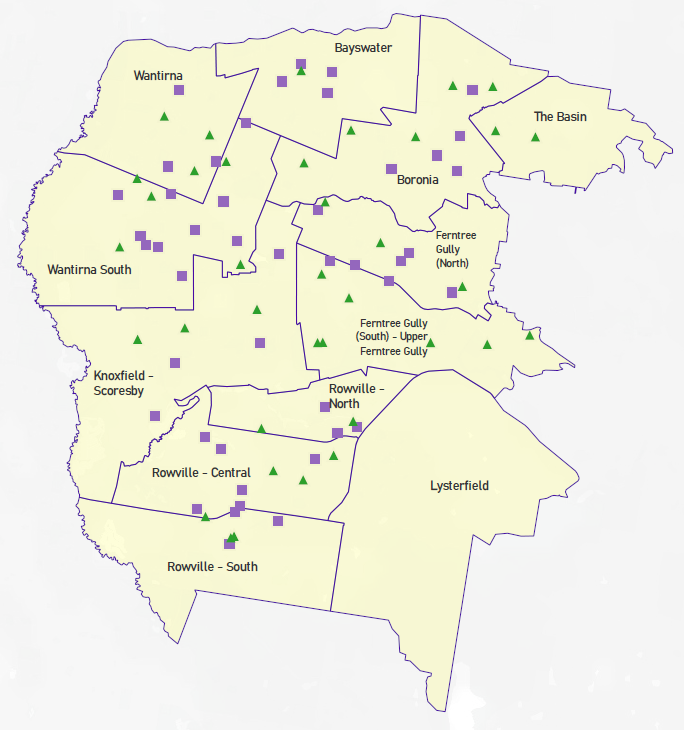 Bayswater
Wantirna
The Basin
Boronia
Ferntree
Gully
(North)
Wantirna South
Ferntree Gully
(South) – Upper
Ferntree Gully
Knoxfield –
Scoresby
Rowville –
North
Rowville – Central
Lysterfield
Rowville – South